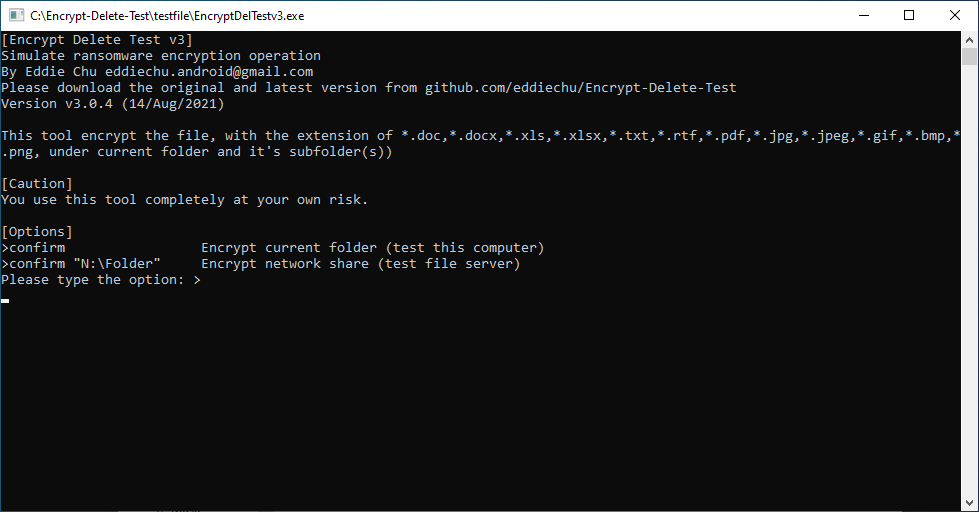 C:\Encrypt-Delete-Test\testfile\EncryptDelTestv3.exe
[Encrypt Delete Test v3]
Simulate ransomware encryption operation
By Eddie Chu eddiechu.android@gmail.com
Please download the original and latest version from github.com/eddiechu/Encrypt-Delete-Test
Version v3.0.4 (14/Aug/2021)
This tool encrypt the file, with the extension of *.doc,*.docx,*.xls,*.xlsx,*.txt,*.rtf,*.pdf,*.jpg,*.jpeg,*.gif,*.bmp,*
.png, under current folder and it's subfolder(s))
[Caution]
You use this tool completely at your own risk.
[Options]
>confirm                 Encrypt current folder (test this computer)
>confirm "N:\Folder"     Encrypt network share (test file server)
Please type the option: >